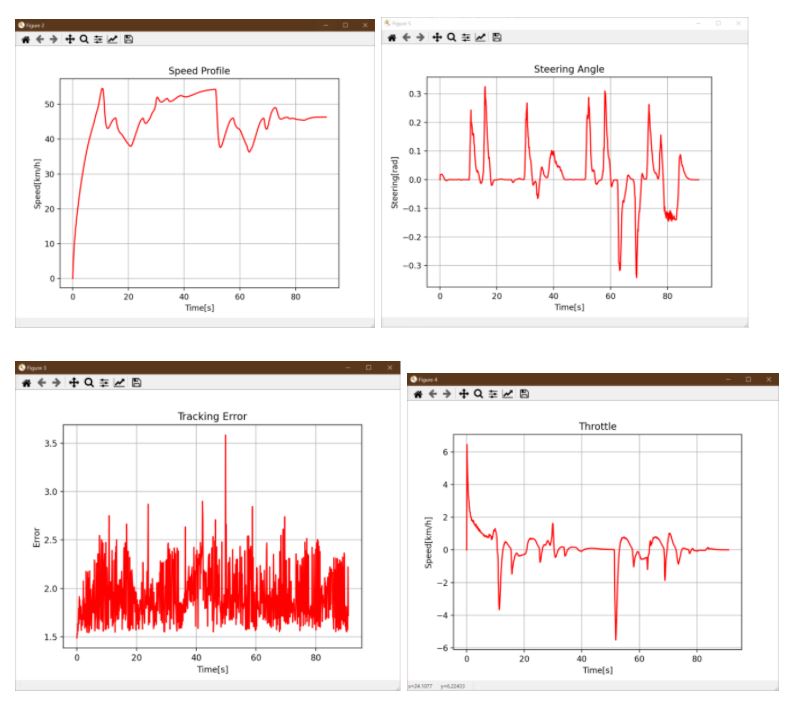 Figure 2
Speed Profile
50
40
30
20
10
0
Speed[km/h]
0 20 40 60 80
Time[s]
Steering Angle
0.3
0.2
0.1
0.0
−0.1
−0.2
−0.3
Steering[rad]
0 20 40 60 80
Time[s]
Tracking Error
3.5
3.0
2.5
2.0
1.5
Error
0 20 40 60 80
Time[s]
Figure 4
Throttle
6
4
2
0
−2
−4
−6
Speed[km/h]
0 20 40 60 80
Time[s]